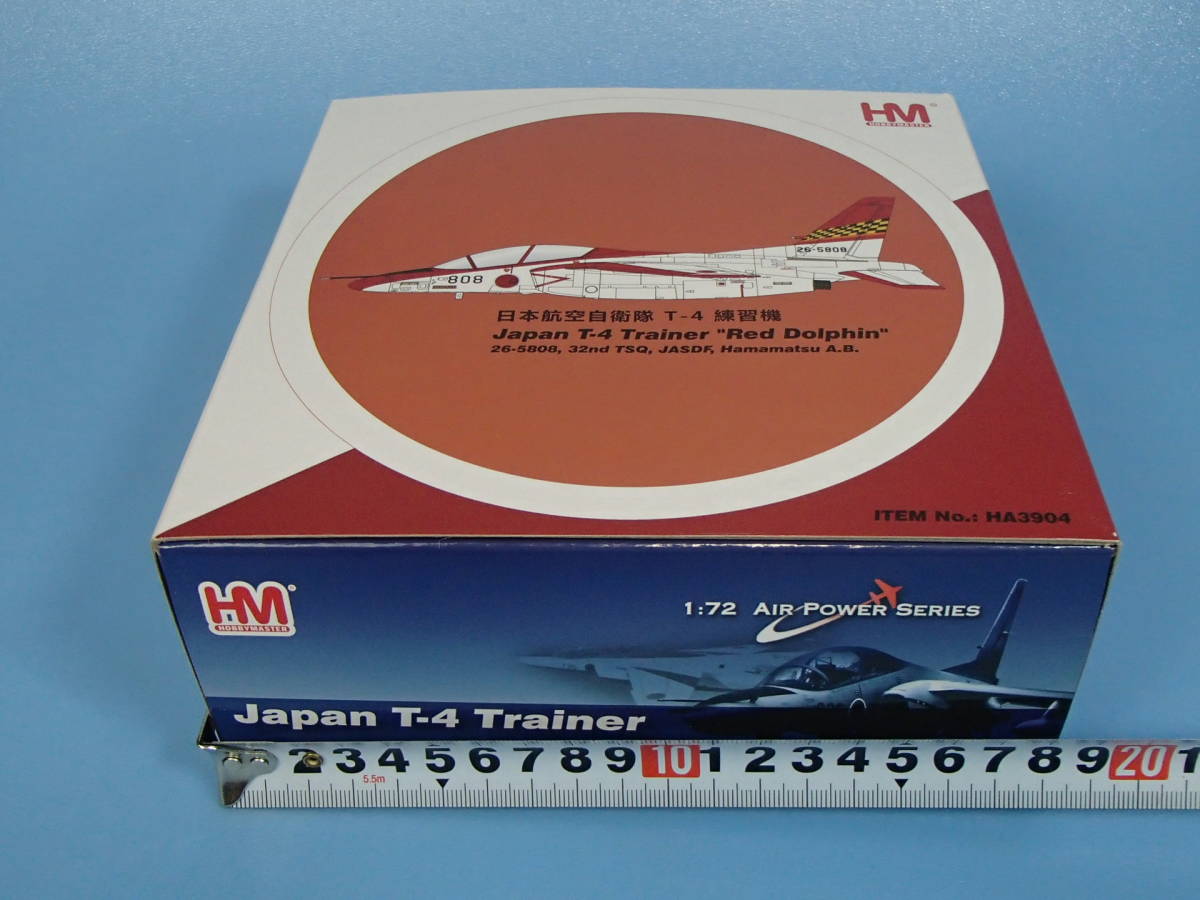 HM
HOBBYMASTER
26-5808
808
日本航空自衛隊 T-4 練習機
Japan T-4 Trainer "Red Dolphin"
26-5808, 32nd TSQ, JASDF, Hamamatsu A.B.
ITEM No.: HA3904
HM
HOBBYMASTER
1:72 AIR POWER SERIES
Japan T-4 Trainer
2 3 4 5 6 7 8 9 10 1 2 3 4 5 6 7 8 9 20 1
5.5m